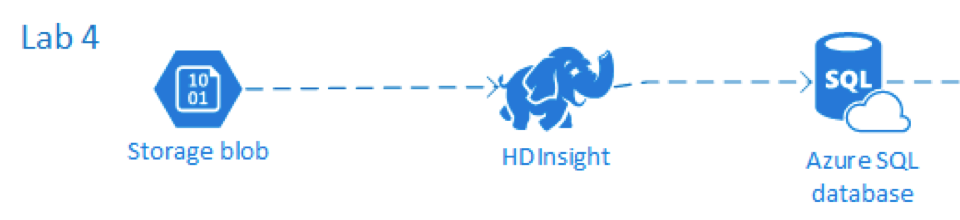 Lab 4
10
01
SQL
Storage blob
HDInsight
Azure SQL
database